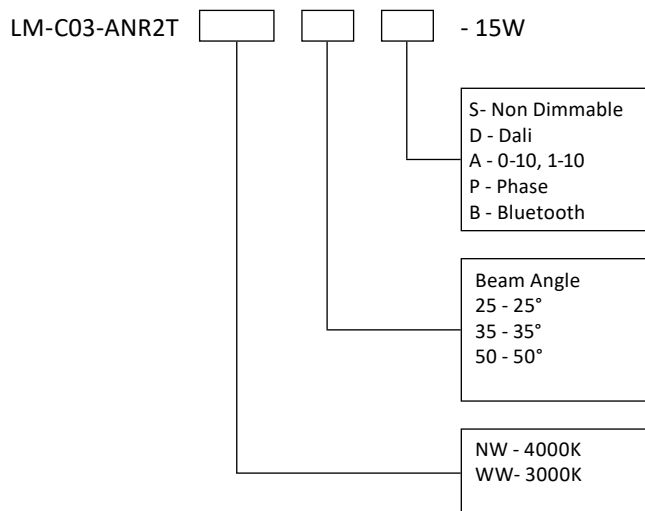 LM-C03-ANR2T - 15W
S- Non Dimmable
D - Dali
A - 0-10, 1-10
P - Phase
B - Bluetooth
Beam Angle
25 - 25°
35 - 35°
50 - 50°
NW - 4000K
WW- 3000K